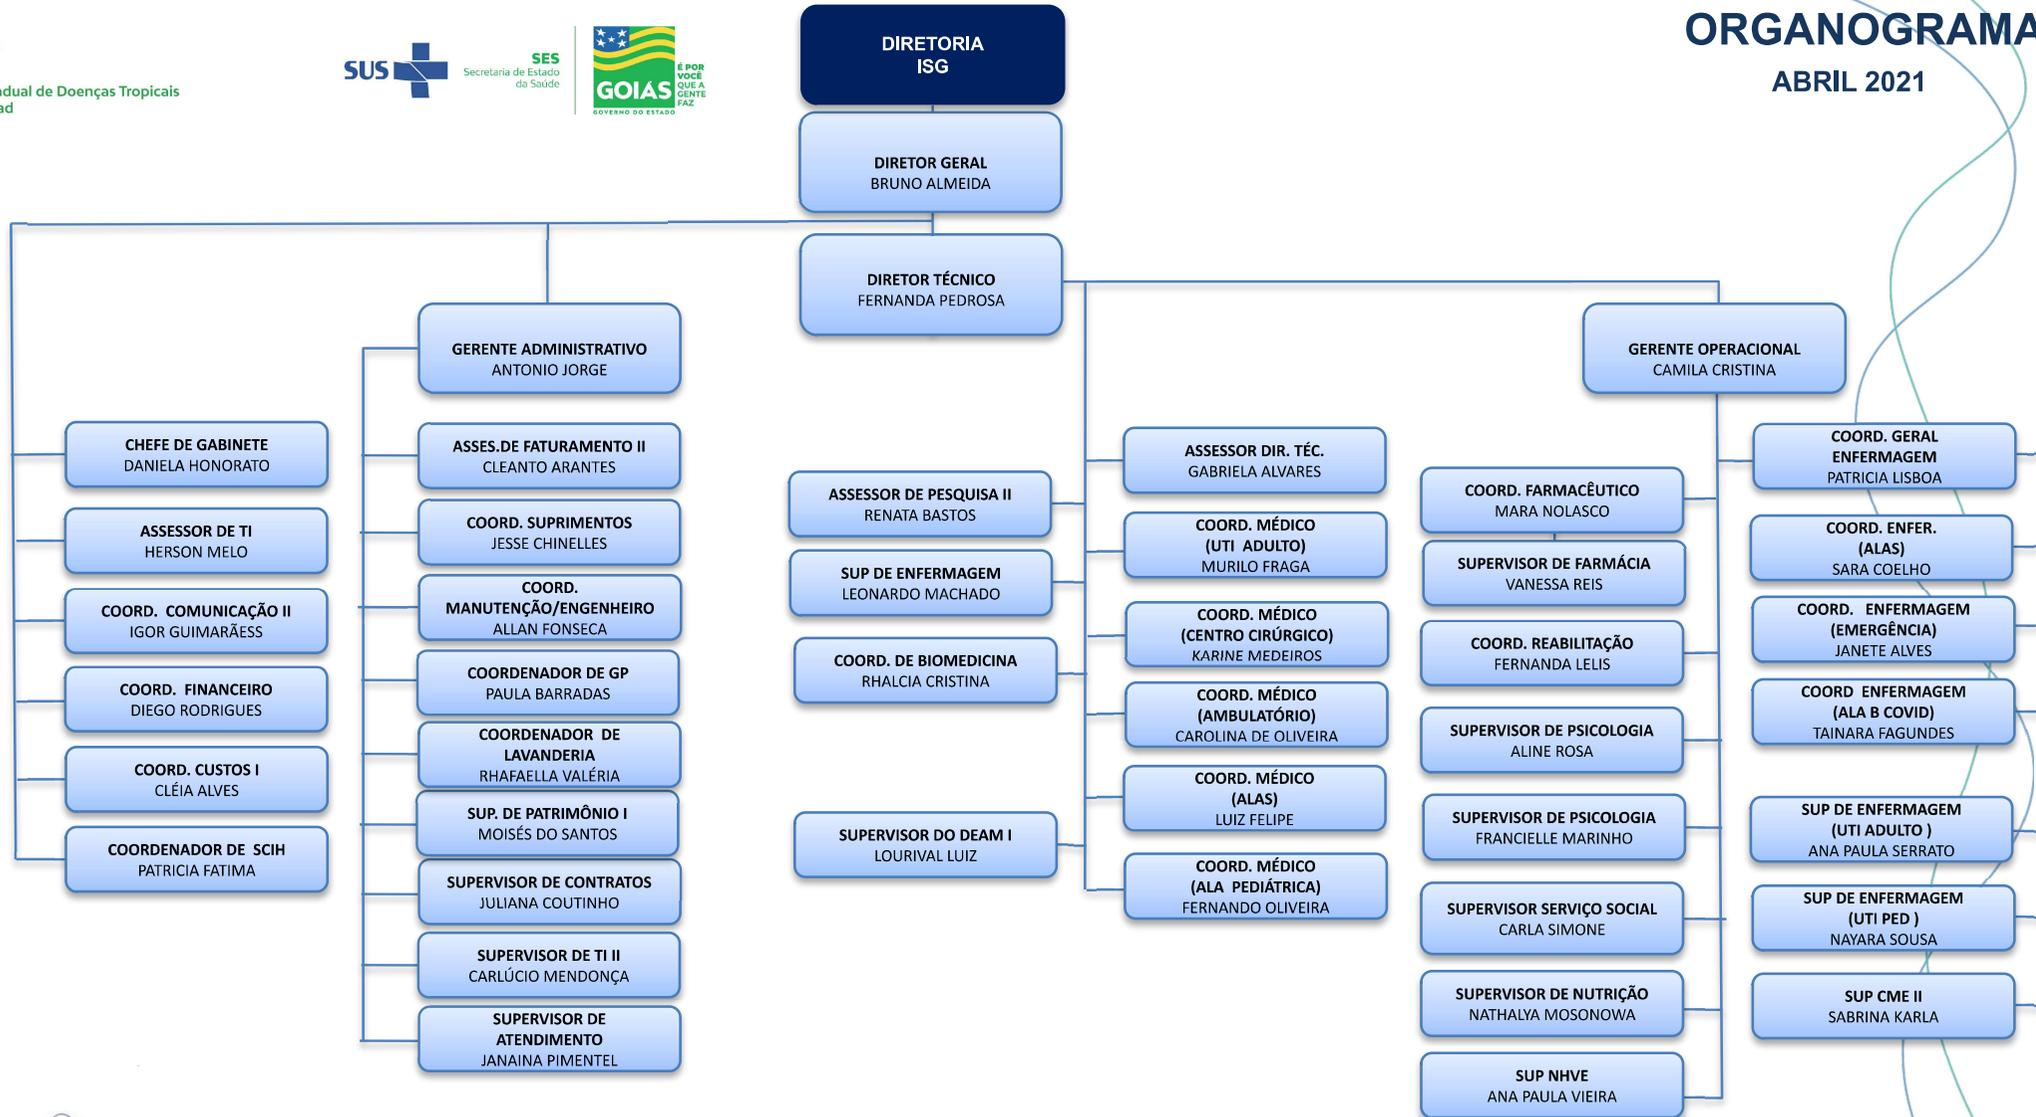 ORGANOGRAMA
ABRIL 2021
dual de Doenças Tropicais
ad
SUS
SES
Secretaria de Estado
da Saúde
GOIÁS
GOVERNO DO ESTADO
É POR
VOCÊ
QUE A
GENTE
FAZ
DIRETORIA
ISG
DIRETOR GERAL
BRUNO ALMEIDA
DIRETOR TÉCNICO
FERNANDA PEDROSA
GERENTE ADMINISTRATIVO
ANTONIO JORGE
GERENTE OPERACIONAL
CAMILA CRISTINA
CHEFE DE GABINETE
DANIELA HONORATO
ASSESSOR DE TI
HERSON MELO
COORD. COMUNICAÇÃO II
IGOR GUIMARÃESS
COORD. FINANCEIRO
DIEGO RODRIGUES
COORD. CUSTOS I
CLÉIA ALVES
COORDENADOR DE SCIH
PATRICIA FATIMA
ASSES.DE FATURAMENTO II
CLEANTO ARANTES
COORD. SUPRIMENTOS
JESSE CHINELLES
COORD.
MANUTENÇÃO/ENGENHEIRO
ALLAN FONSECA
COORDENADOR DE GP
PAULA BARRADAS
COORDENADOR DE
LAVANDERIA
RHAFAELLA VALÉRIA
SUP. DE PATRIMÔNIO I
MOISÉS DO SANTOS
SUPERVISOR DE CONTRATOS
JULIANA COUTINHO
SUPERVISOR DE TI II
CARLÚCIO MENDONÇA
SUPERVISOR DE
ATENDIMENTO
JANAINA PIMENTEL
ASSESSOR DE PESQUISA II
RENATA BASTOS
SUP DE ENFERMAGEM
LEONARDO MACHADO
COORD. DE BIOMEDICINA
RHALCIA CRISTINA
SUPERVISOR DO DEAM I
LOURIVAL LUIZ
ASSESSOR DIR. TÉC.
GABRIELA ALVARES
COORD. MÉDICO
(UTI ADULTO)
MURILO FRAGA
COORD. MÉDICO
(CENTRO CIRÚRGICO)
KARINE MEDEIROS
COORD. MÉDICO
(AMBULATÓRIO)
CAROLINA DE OLIVEIRA
COORD. MÉDICO
(ALAS)
LUIZ FELIPE
COORD. MÉDICO
(ALA PEDIÁTRICA)
FERNANDO OLIVEIRA
COORD. FARMACÊUTICO
MARA NOLASCO
SUPERVISOR DE FARMÁCIA
VANESSA REIS
COORD. REABILITAÇÃO
FERNANDA LELIS
SUPERVISOR DE PSICOLOGIA
ALINE ROSA
SUPERVISOR DE PSICOLOGIA
FRANCIELLE MARINHO
SUPERVISOR SERVIÇO SOCIAL
CARLA SIMONE
SUPERVISOR DE NUTRIÇÃO
NATHALYA MOSONOWA
SUP NHVE
ANA PAULA VIEIRA
COORD. GERAL
ENFERMAGEM
PATRICIA LISBOA
COORD. ENFER.
(ALAS)
SARA COELHO
COORD. ENFERMAGEM
(EMERGÊNCIA)
JANETE ALVES
COORD ENFERMAGEM
(ALA B COVID)
TAINARA FAGUNDES
SUP DE ENFERMAGEM
(UTI ADULTO )
ANA PAULA SERRATO
SUP DE ENFERMAGEM
(UTI PED )
NAYARA SOUSA
SUP CME II
SABRINA KARLA